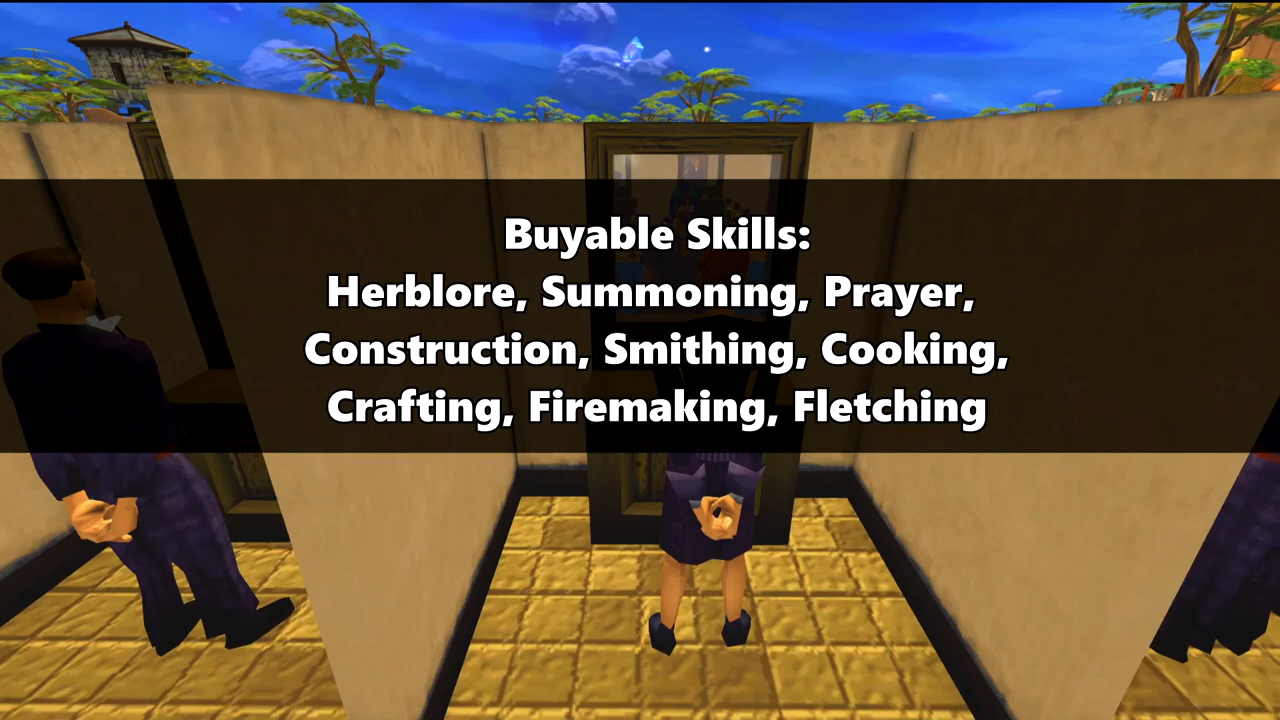 Buyable Skills:
Herblore, Summoning, Prayer,
Construction, Smithing, Cooking,
Crafting, Firemaking, Fletching